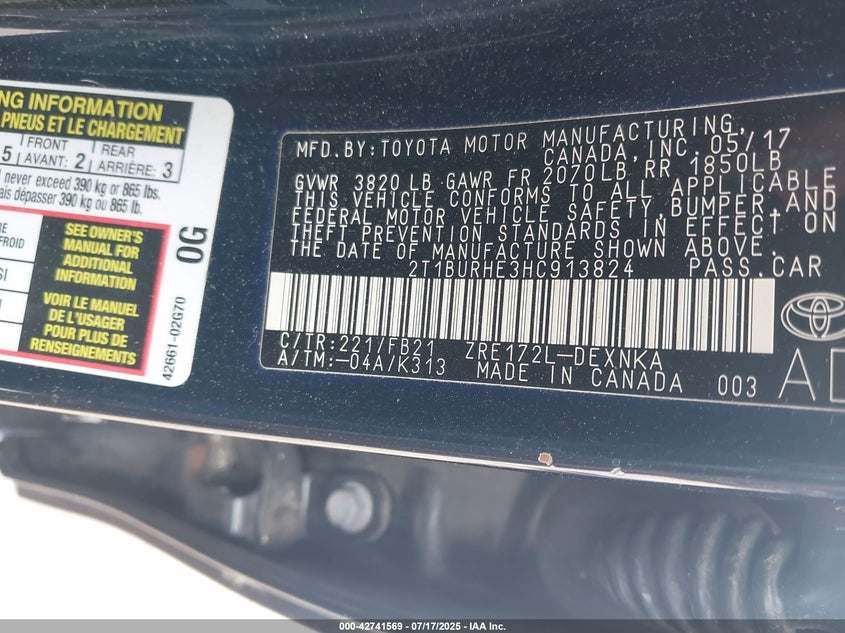 NG INFORMATION
PNEUS ET LE CHARGEMENT
5
FRONT
AVANT: 2
REAR
ARRIÈRE: 3
never exceed 390 kg or 865 lbs.
ais dépasser 390 kg ou 865 lb.
RE
FROID
SI
SEE OWNER'S
MANUAL FOR
ADDITIONAL
INFORMATION
VOIR LE MANUEL
DE L'USAGER
POUR PLUS DE
RENSEIGNEMENTS
0G
42661-02G70
MFD.BY:TOYOTA MOTOR MANUFACTURING,
CANADA,INC.05/17
GVWR 3820 LB GAWR FR 2070LB, RR 1850LB
THIS VEHICLE CONFORMS TO ALL APPLICABLE
FEDERAL MOTOR VEHICLE SAFETY,BUMPER AND
THEFT PREVENTION STANDARDS IN EFFECT ON
THE DATE OF MANUFACTURE SHOWN ABOVE.
2T1BURHE3HC913824 PASS.CAR
C/TR:221/FB21 ZRE172L-DEXNKA
A/TM:-04A/K313 MADE IN CANADA 003
TOYOTA
000-42741569 | 07/17/2025 - IAA Inc.